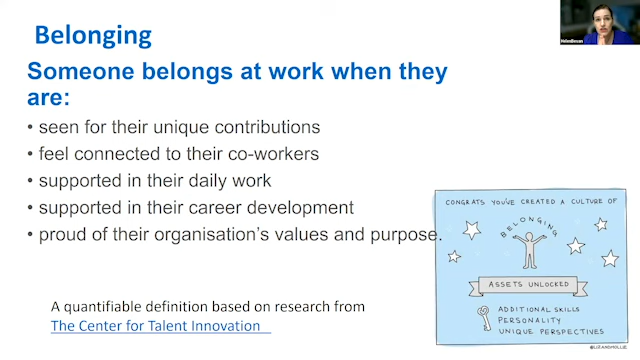 Belonging
Someone belongs at work when they
are:
• seen for their unique contributions
• feel connected to their co-workers
• supported in their daily work
• supported in their career development
• proud of their organisation's values and purpose.
CONGRATS YOU'VE CREATED A CULTURE OF
BELONGING
ASSETS UNLOCKED
ADDITIONAL SKILLS
PERSONALITY
UNIQUE PERSPECTIVES
@LIZANDMOLLIE
A quantifiable definition based on research from
The Center for Talent Innovation
HelenBevan